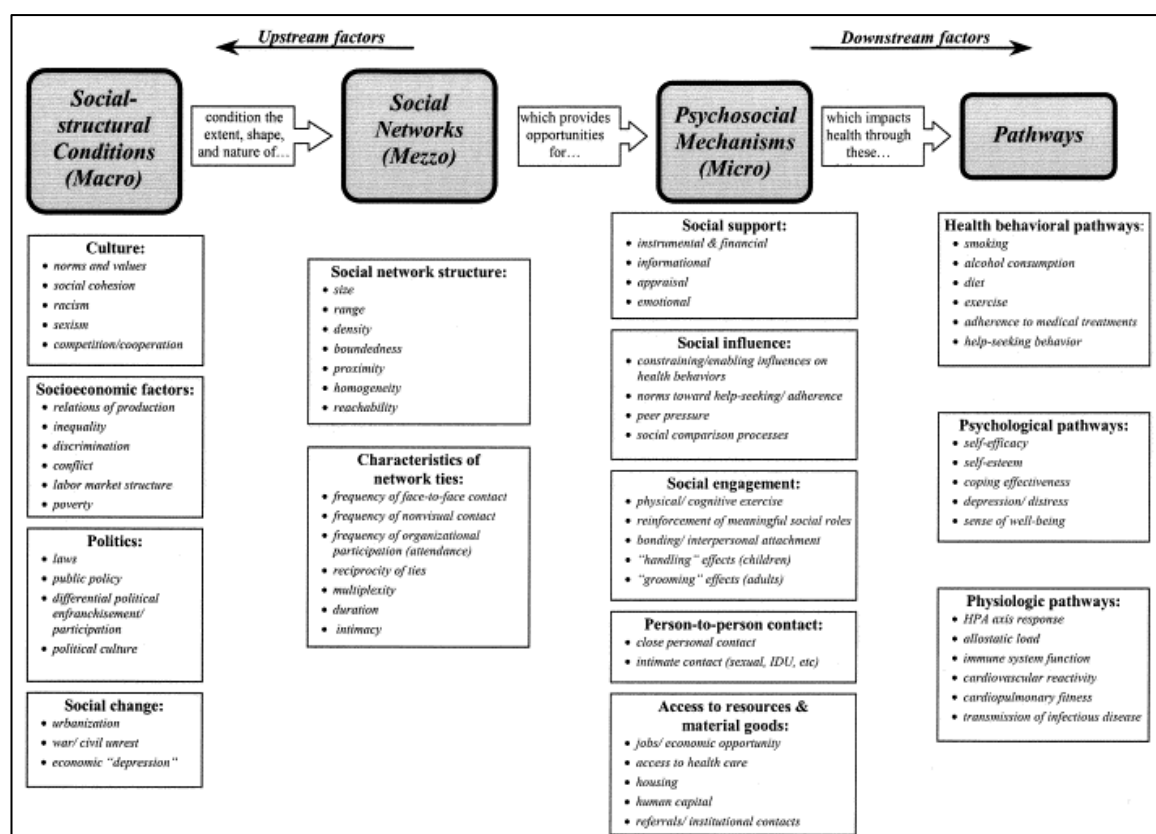 Upstream factors
Downstream factors
Social-
structural
Conditions
(Macro)
condition the
extent, shape,
and nature of…
Social
Networks
(Mezzo)
which provides
opportunities
for…
Psychosocial
Mechanisms
(Micro)
which impacts
health through
these…
Pathways
Culture:
• norms and values
• social cohesion
• racism
• sexism
• competition/cooperation
Socioeconomic factors:
• relations of production
• inequality
• discrimination
• conflict
• labor market structure
• poverty
Politics:
• laws
• public policy
• differential political
enfranchisement/
participation
• political culture
Social change:
• urbanization
• war/ civil unrest
• economic “depression”
Social network structure:
• size
• range
• density
• boundedness
• proximity
• homogeneity
• reachability
Characteristics of
network ties:
• frequency of face-to-face contact
• frequency of nonvisual contact
• frequency of organizational
participation (attendance)
• reciprocity of ties
• multiplexity
• duration
• intimacy
Social support:
• instrumental & financial
• informational
• appraisal
• emotional
Social influence:
• constraining/enabling influences on
health behaviors
• norms toward help-seeking/ adherence
• peer pressure
• social comparison processes
Social engagement:
• physical/ cognitive exercise
• reinforcement of meaningful social roles
• bonding/ interpersonal attachment
• “handling” effects (children)
• “grooming” effects (adults)
Person-to-person contact:
• close personal contact
• intimate contact (sexual, IDU, etc)
Access to resources &
material goods:
• jobs/ economic opportunity
• access to health care
• housing
• human capital
• referrals/ institutional contacts
Health behavioral pathways:
• smoking
• alcohol consumption
• diet
• exercise
• adherence to medical treatments
• help-seeking behavior
Psychological pathways:
• self-efficacy
• self-esteem
• coping effectiveness
• depression/ distress
• sense of well-being
Physiologic pathways:
• HPA axis response
• allostatic load
• immune system function
• cardiovascular reactivity
• cardiopulmonary fitness
• transmission of infectious disease